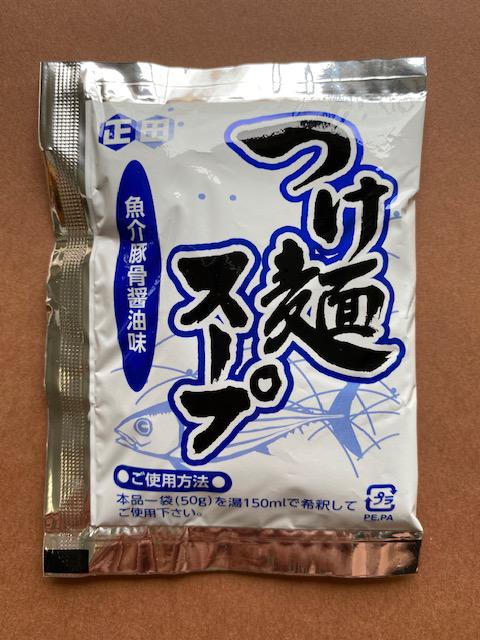 正田
つけ麺
スープ
魚介豚骨醤油味
●ご使用方法●
本品一袋(50g)を湯150mlで希釈して
ご使用下さい。
プラ
PE,PA